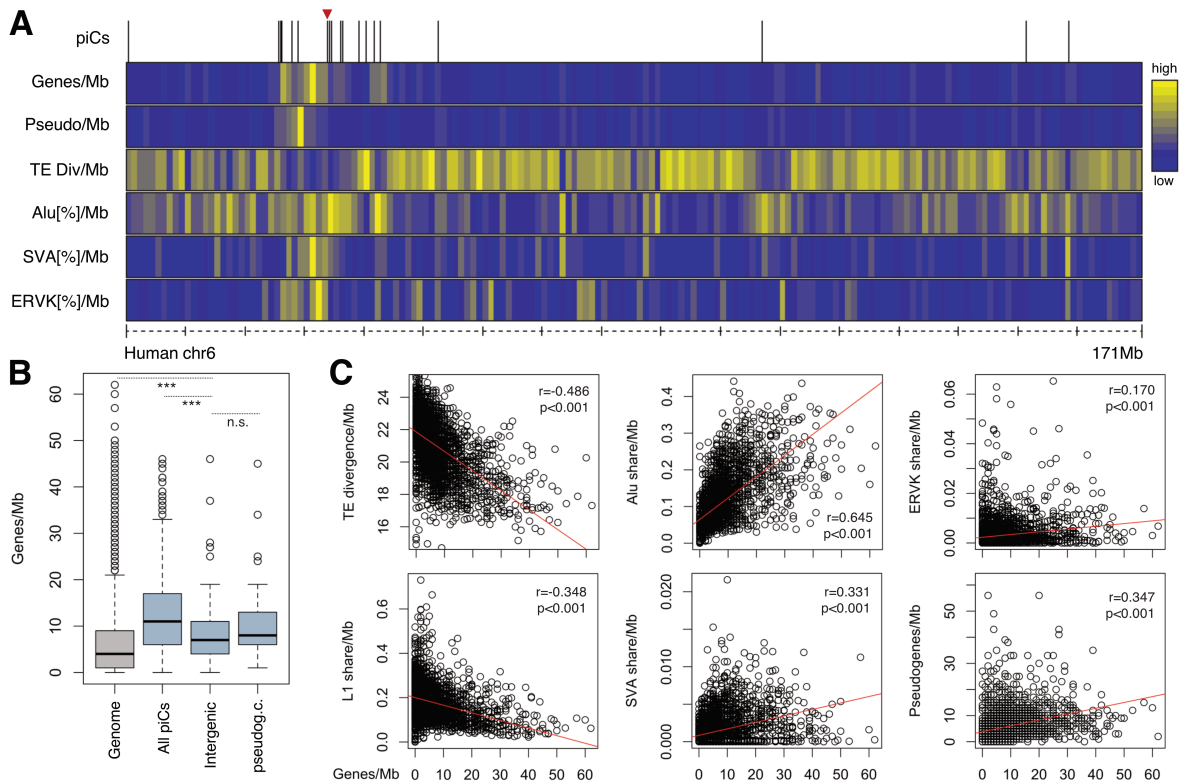 A
piCs
Genes/Mb
Pseudo/Mb
TE Div/Mb
Alu[%]/Mb
SVA[%]/Mb
ERVK[%]/Mb
high
low
Human chr6
171Mb
B
Genes/Mb
60
50
40
30
20
10
0
***
***
n.s.
Genome
All piCs
Intergenic
pseudog.c.
C
TE divergence/Mb
24
22
20
18
16
r=-0.486
p<0.001
Alu share/Mb
0.4
0.3
0.2
0.1
0.0
r=0.645
p<0.001
ERVK share/Mb
0.06
0.04
0.02
0.00
r=0.170
p<0.001
L1 share/Mb
0.6
0.4
0.2
0.0
r=-0.348
p<0.001
SVA share/Mb
0.020
0.010
0.000
r=0.331
p<0.001
Pseudogenes/Mb
50
30
10
0
r=0.347
p<0.001
Genes/Mb
0 10 20 30 40 50 60
0 10 20 30 40 50 60
0 10 20 30 40 50 60